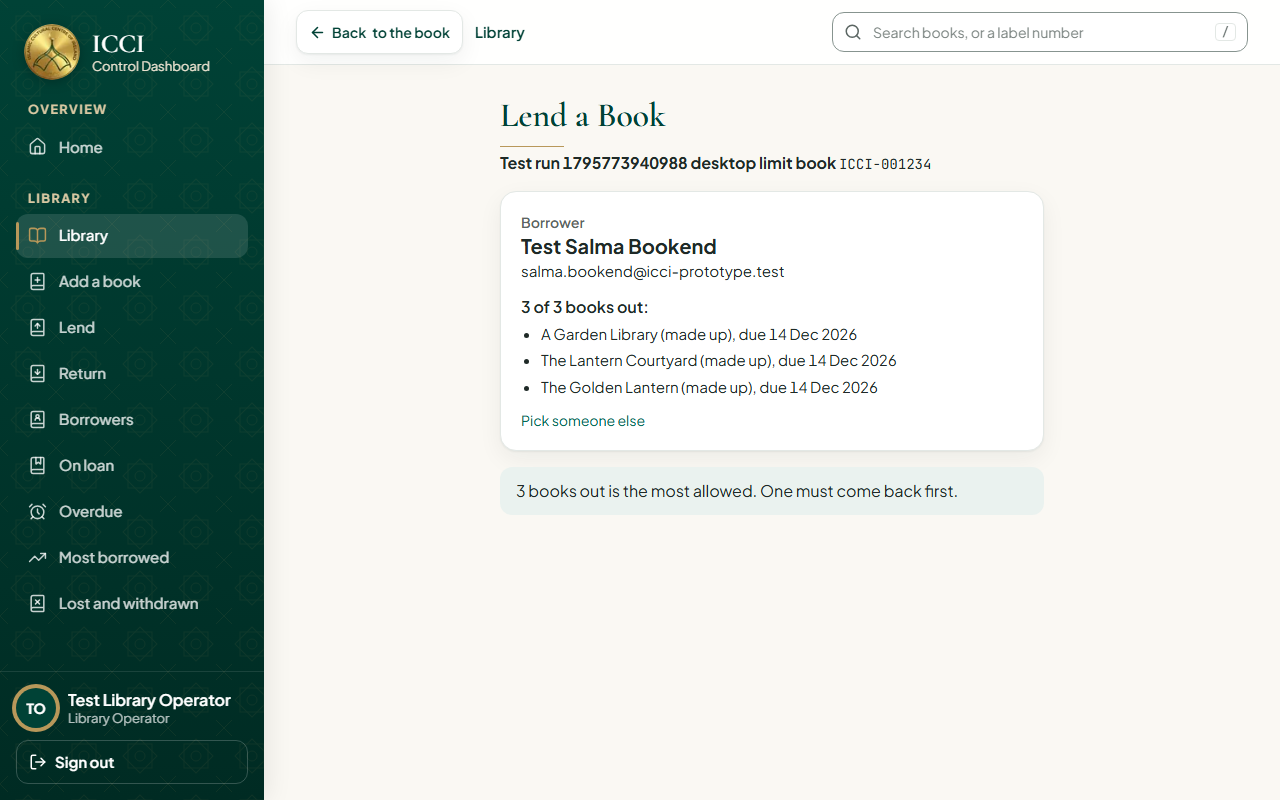 ICCI
Control Dashboard
OVERVIEW
Home
LIBRARY
Library
Add a book
Lend
Return
Borrowers
On loan
Overdue
Most borrowed
Lost and withdrawn
TO
Test Library Operator
Library Operator
Sign out
Back to the book
Library
Search books, or a label number
/
Lend a Book
Test run 1795773940988 desktop limit book ICCI-001234
Borrower
Test Salma Bookend
salma.bookend@icci-prototype.test
3 of 3 books out:
A Garden Library (made up), due 14 Dec 2026
The Lantern Courtyard (made up), due 14 Dec 2026
The Golden Lantern (made up), due 14 Dec 2026
Pick someone else
3 books out is the most allowed. One must come back first.